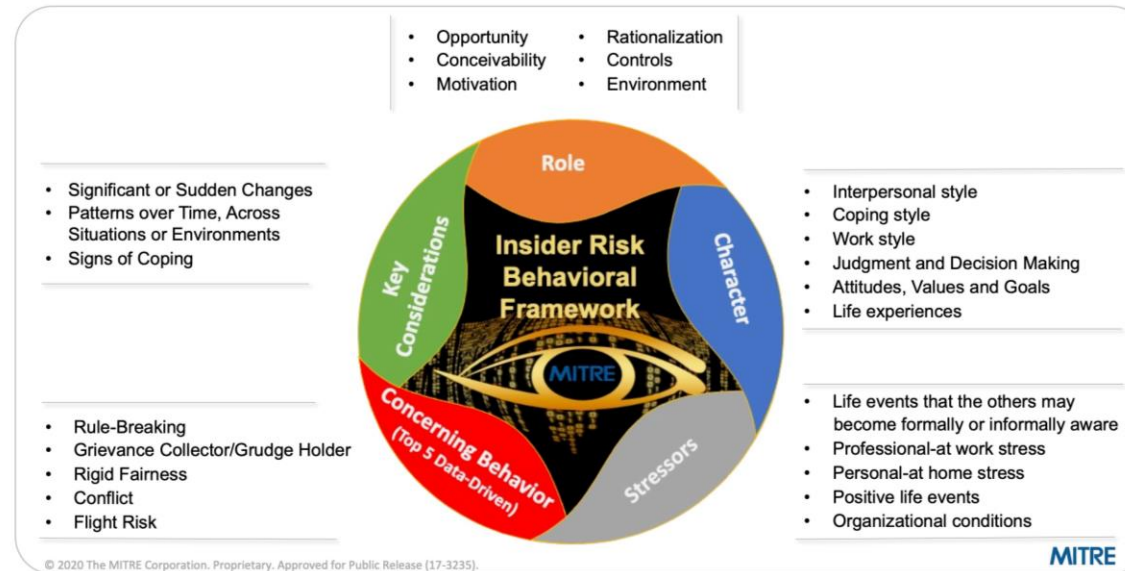 • Opportunity
• Conceivability
• Motivation
• Rationalization
• Controls
• Environment
Role
• Significant or Sudden Changes
• Patterns over Time, Across
Situations or Environments
• Signs of Coping
Key
Considerations
Insider Risk
Behavioral
Framework
MITRE
Character
• Interpersonal style
• Coping style
• Work style
• Judgment and Decision Making
• Attitudes, Values and Goals
• Life experiences
• Rule-Breaking
• Grievance Collector/Grudge Holder
• Rigid Fairness
• Conflict
• Flight Risk
Concerning Behavior
(Top 5 Data-Driven)
Stressors
• Life events that the others may
become formally or informally aware
• Professional-at work stress
• Personal-at home stress
• Positive life events
• Organizational conditions
© 2020 The MITRE Corporation. Proprietary. Approved for Public Release (17-3235).
MITRE